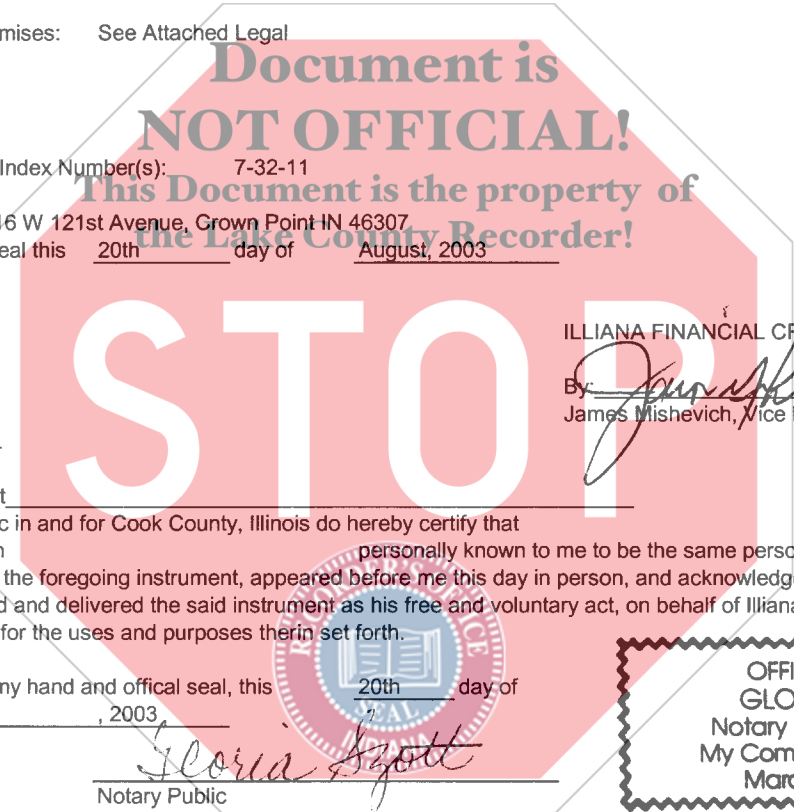 mises: See Attached Legal
Document is
NOT OFFICIAL!
Index Number(s): 7-32-11
This Document is the property of
16 W 121st Avenue, Grown Point IN 46307
the Lake County Recorder!
eal this 20th day of August, 2003
STOP
ILLIANA FINANCIAL CR
By:
James Mishevich, Vice
t
c in and for Cook County, Illinois do hereby certify that
n personally known to me to be the same perso
the foregoing instrument, appeared before me this day in person, and acknowledg
d and delivered the said instrument as his free and voluntary act, on behalf of Illiana
for the uses and purposes therin set forth.
RECORDER'S OFFICE
SEAL
INDIANA
ny hand and offical seal, this 20th day of
, 2003
Gloria Szott
Notary Public
OFFI
GLO
Notary
My Com
Marc